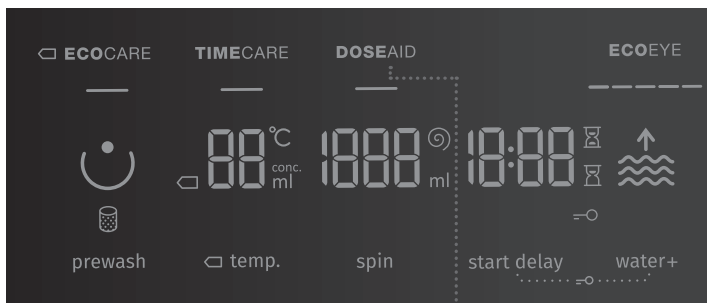 ECOCARE TIMECARE DOSEAID ECOEYE
88 °C 1888 18:88
conc.
ml ml
prewash temp. spin start delay water+